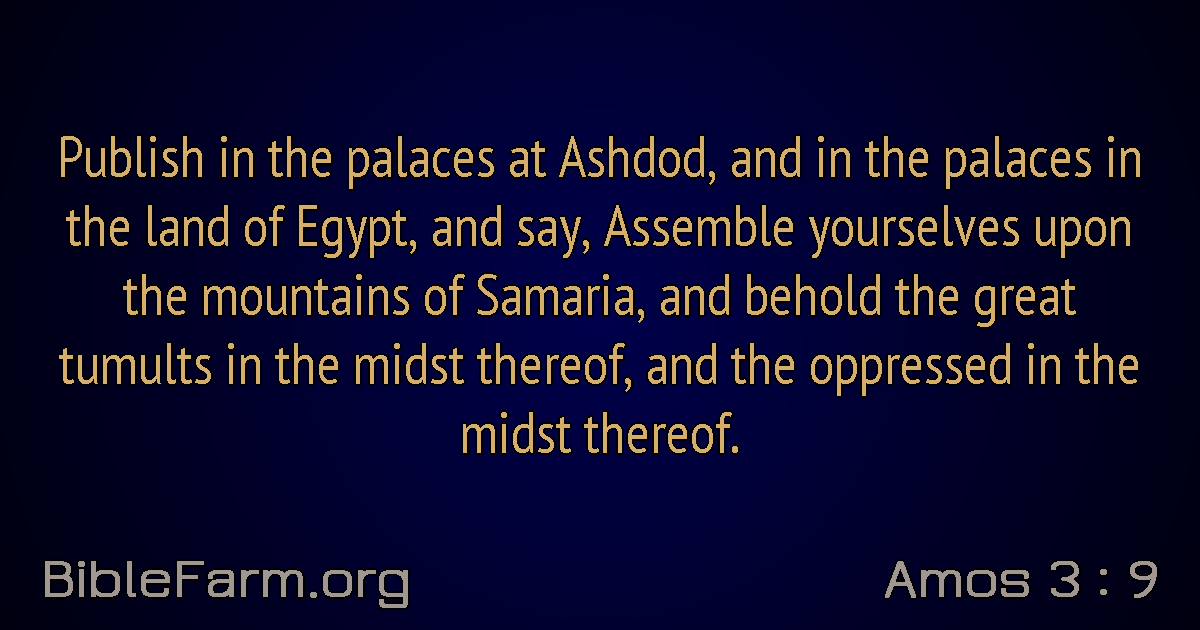 Publish in the palaces at Ashdod, and in the palaces in
the land of Egypt, and say, Assemble yourselves upon
the mountains of Samaria, and behold the great
tumults in the midst thereof, and the oppressed in the
midst thereof.
BibleFarm.org
Amos 3 : 9